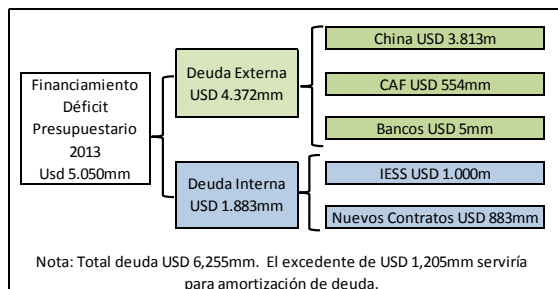 Financiamiento
Déficit
Presupuestario
2013
Usd 5.050mm
Deuda Externa
USD 4.372mm
China USD 3.813m
CAF USD 554mm
Bancos USD 5mm
Deuda Interna
USD 1.883mm
IESS USD 1.000m
Nuevos Contratos USD 883mm
Nota: Total deuda USD 6,255mm.  El excedente de USD 1,205mm serviría
para amortización de deuda.